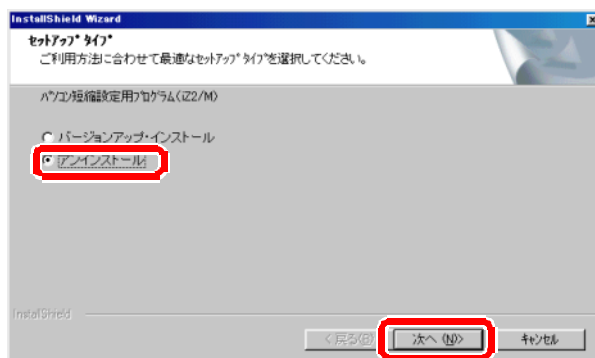 InstallShield Wizard
セットアップ タイプ
ご利用方法に合わせて最適なセットアップ タイプを選択してください。
パソコン短縮設定用プログラム(iZ2/M)
バージョンアップ・インストール
アンインストール
InstallShield
< 戻る(B)
次へ (N)>
キャンセル